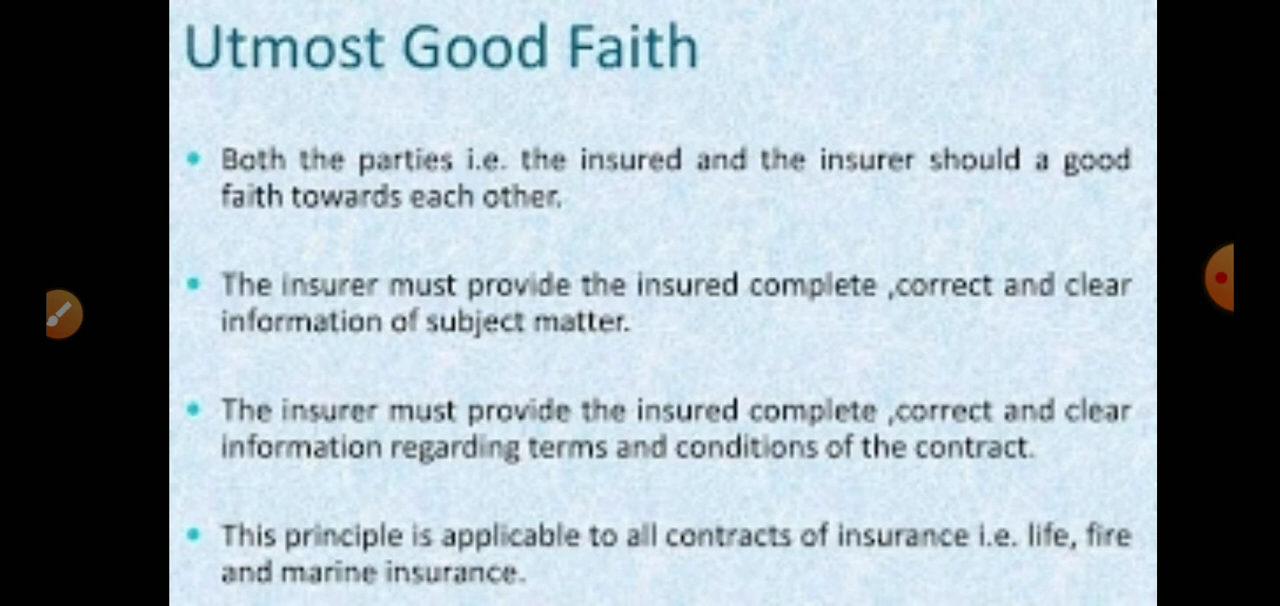 Utmost Good Faith
• Both the parties i.e. the insured and the insurer should a good
faith towards each other.
• The insurer must provide the insured complete ,correct and clear
information of subject matter.
• The insurer must provide the insured complete ,correct and clear
information regarding terms and conditions of the contract.
• This principle is applicable to all contracts of insurance i.e. life, fire
and marine insurance.